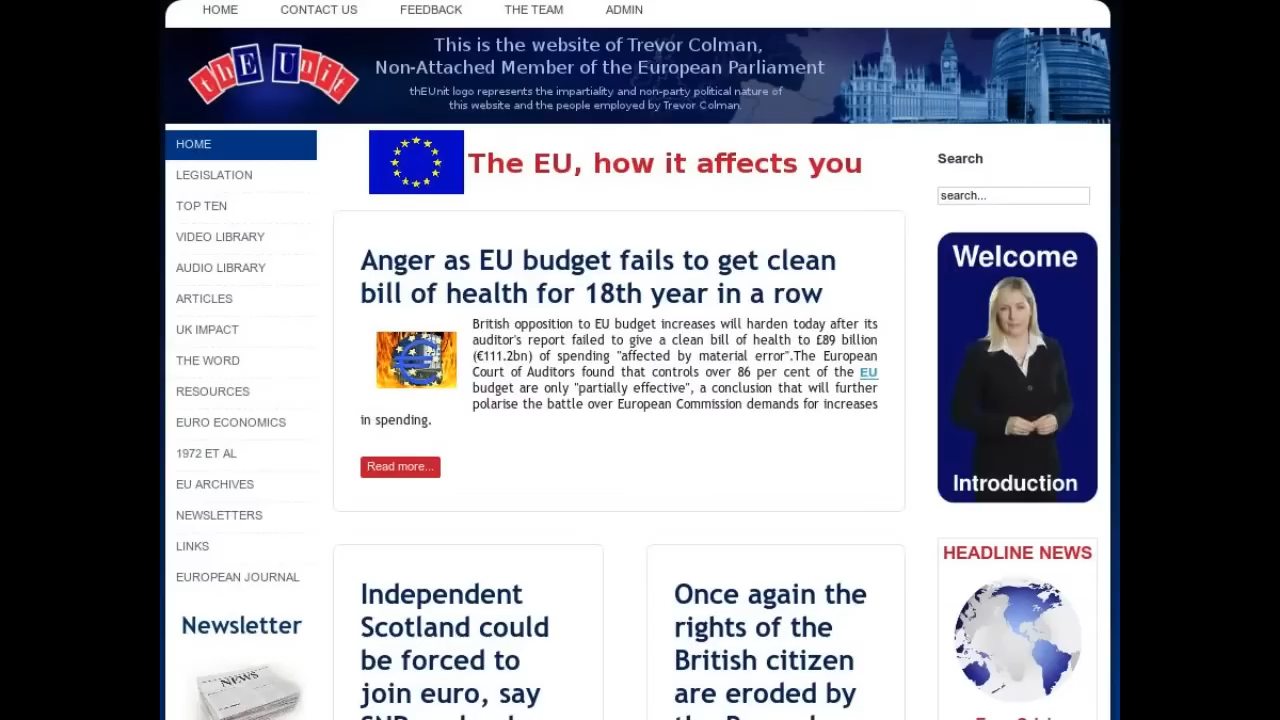 HOME CONTACT US FEEDBACK THE TEAM ADMIN
thEUnit
This is the website of Trevor Colman,
Non-Attached Member of the European Parliament
thEUnit logo represents the impartiality and non-party political nature of
this website and the people employed by Trevor Colman.
HOME
LEGISLATION
TOP TEN
VIDEO LIBRARY
AUDIO LIBRARY
ARTICLES
UK IMPACT
THE WORD
RESOURCES
EURO ECONOMICS
1972 ET AL
EU ARCHIVES
NEWSLETTERS
LINKS
EUROPEAN JOURNAL
Newsletter
NEWS
The EU, how it affects you
Anger as EU budget fails to get clean
bill of health for 18th year in a row
British opposition to EU budget increases will harden today after its
auditor's report failed to give a clean bill of health to £89 billion
(€111.2bn) of spending "affected by material error".The European
Court of Auditors found that controls over 86 per cent of the EU
budget are only "partially effective", a conclusion that will further
polarise the battle over European Commission demands for increases
in spending.
Read more...
Independent
Scotland could
be forced to
join euro, say
Once again the
rights of the
British citizen
are eroded by
Search
search...
Welcome
Introduction
HEADLINE NEWS